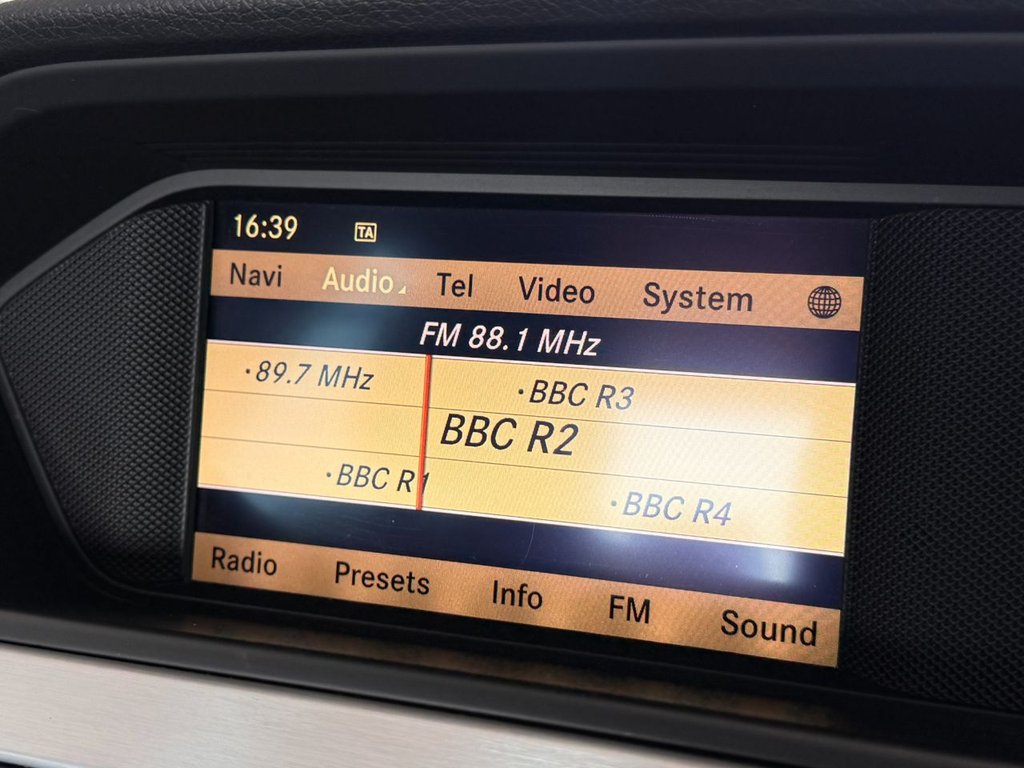 16:39 TA
Navi Audio Tel Video System
FM 88.1 MHz
·89.7 MHz ·BBC R3
BBC R2
·BBC R1 ·BBC R4
Radio Presets Info FM Sound